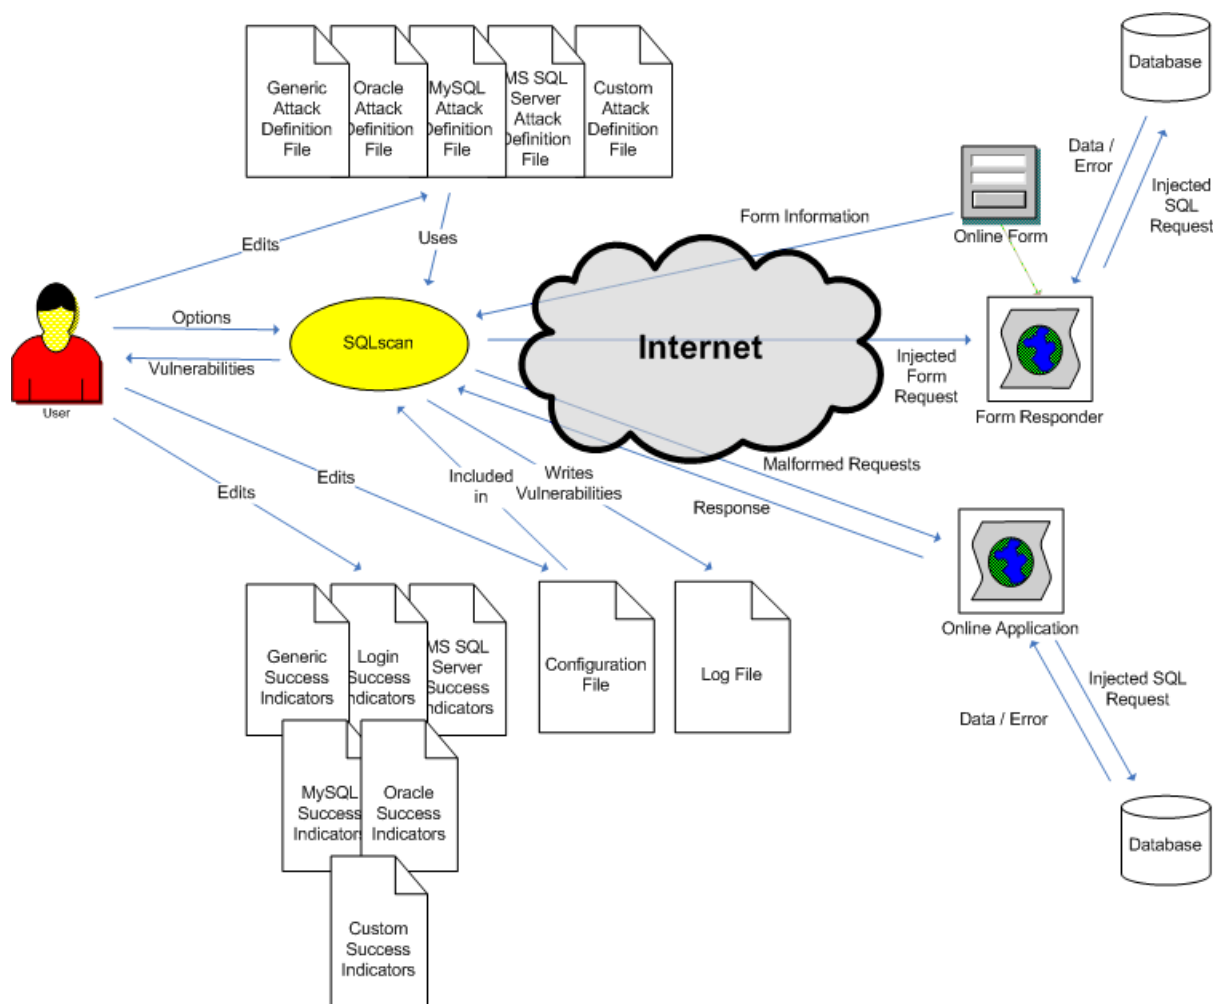 Generic
Attack
Definition
File
Oracle
Attack
Definition
File
MySQL
Attack
Definition
File
MS SQL
Server
Attack
Definition
File
Custom
Attack
Definition
File
Database
Data /
Error
Injected
SQL
Request
Online Form
Form Information
Edits
Uses
Options
SQLscan
Vulnerabilities
User
Internet
Injected
Form
Request
Form Responder
Edits
Edits
Included
in
Writes
Vulnerabilities
Malformed Requests
Response
Online Application
Injected SQL
Request
Data / Error
Database
Generic
Success
Indicators
Login
Success
Indicators
MS SQL
Server
Success
Indicators
Configuration
File
Log File
MySQL
Success
Indicators
Oracle
Success
Indicators
Custom
Success
Indicators